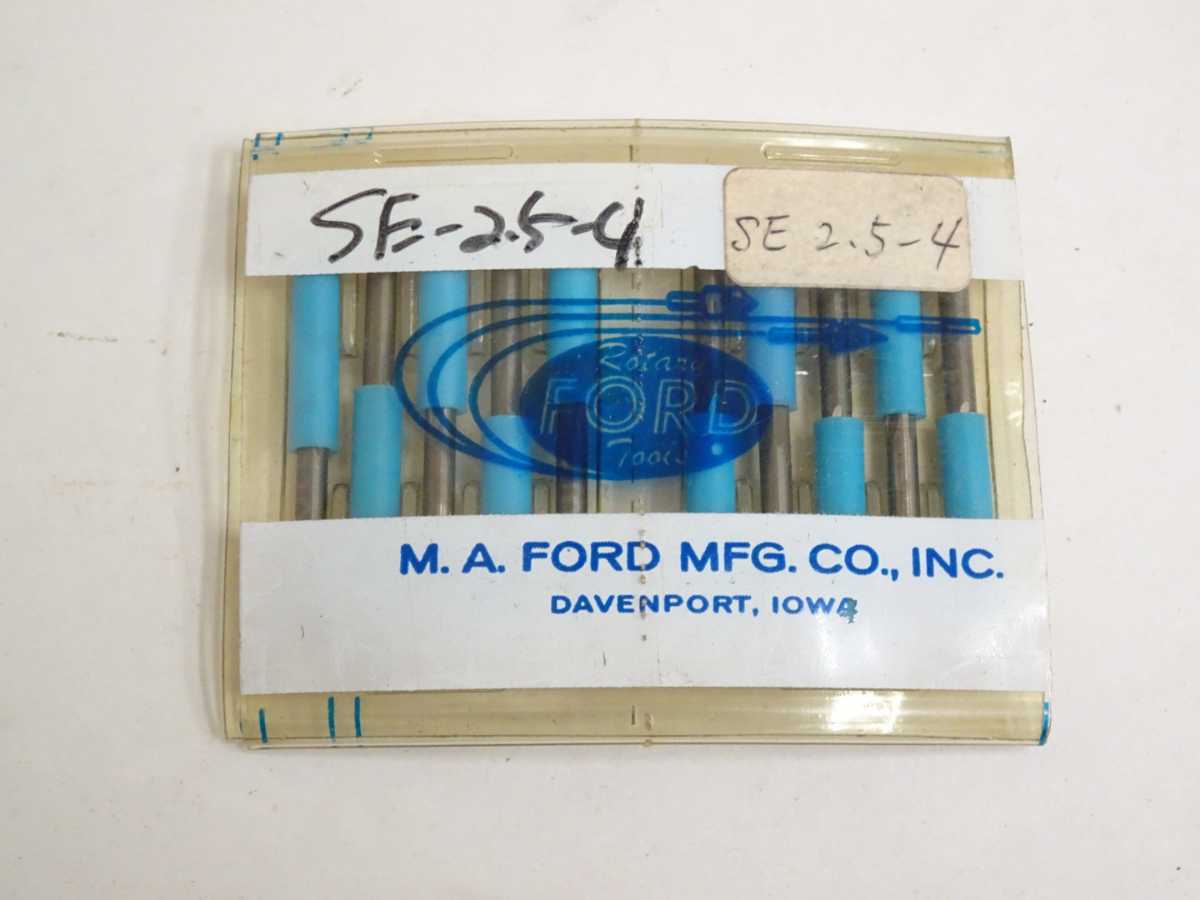 SE-2.5-4
SE 2.5-4
Rotary
FORD
Tools
M. A. FORD MFG. CO., INC.
DAVENPORT, IOWA